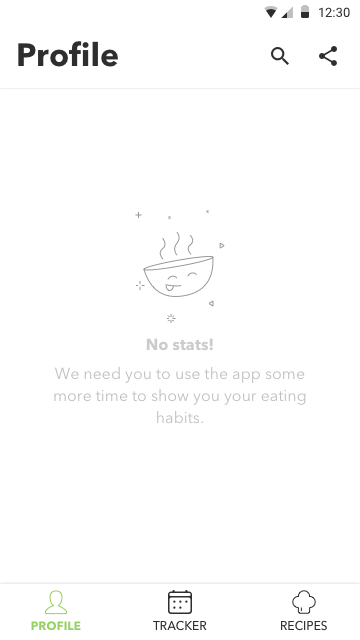 12:30
Profile
No stats!
We need you to use the app some
more time to show you your eating
habits.
PROFILE
TRACKER
RECIPES